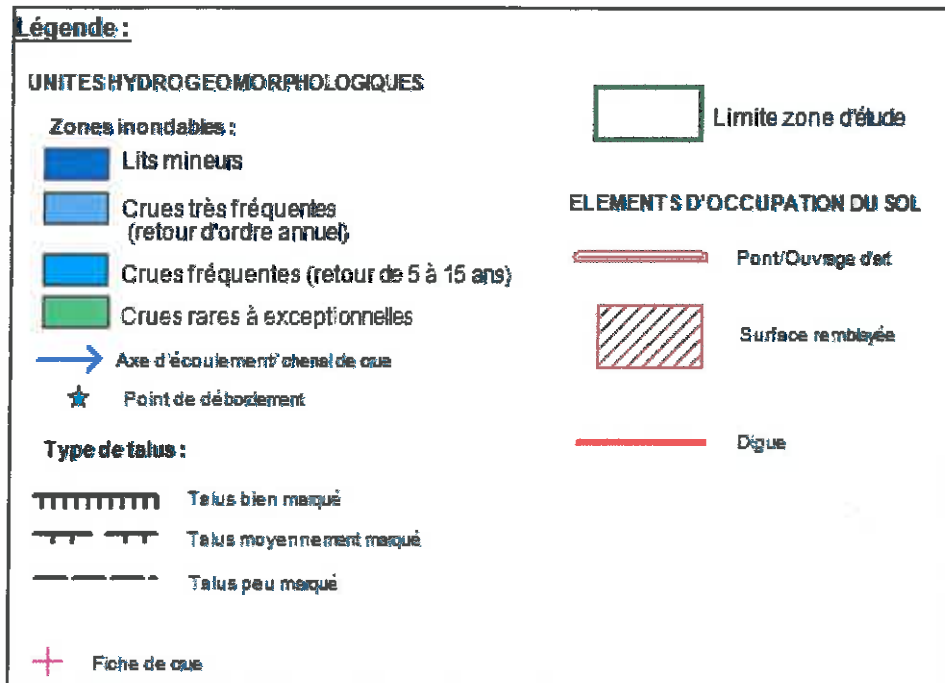 Légende :
UNITES HYDROGEOMORPHOLOGIQUES
Zones inondables :
Lits mineurs
Crues très fréquentes
(retour d'ordre annuel)
Crues fréquentes (retour de 5 à 15 ans)
Crues rares à exceptionnelles
Axe d'écoulement/ chenal de crue
Point de débordement
Type de talus :
Talus bien marqué
Talus moyennement marqué
Talus peu marqué
Fiche de crue
Limite zone d'étude
ELEMENTS D'OCCUPATION DU SOL
Pont/Ouvrage d'art
Surface remblayée
Digue